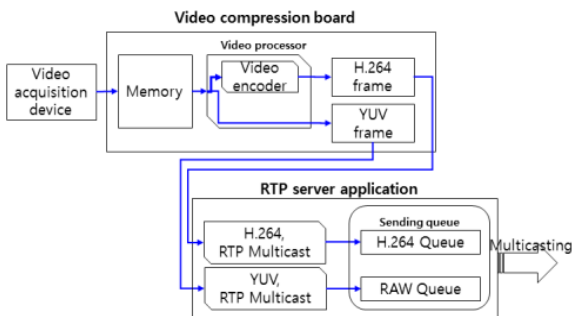 Video compression board
Video processor
Video
acquisition
device
Memory
Video
encoder
H.264
frame
YUV
frame
RTP server application
H.264,
RTP Multicast
YUV,
RTP Multicast
Sending queue
H.264 Queue
RAW Queue
Multicasting